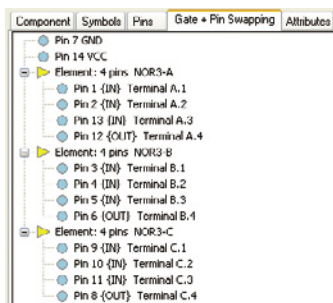 Component Symbols Pins Gate + Pin Swapping Attributes
Pin 7 GND
Pin 14 VCC
Element: 4 pins NOR3-A
Pin 1 {IN} Terminal A.1
Pin 2 {IN} Terminal A.2
Pin 13 {IN} Terminal A.3
Pin 12 {OUT} Terminal A.4
Element: 4 pins NOR3-B
Pin 3 {IN} Terminal B.1
Pin 4 {IN} Terminal B.2
Pin 5 {IN} Terminal B.3
Pin 6 {OUT} Terminal B.4
Element: 4 pins NOR3-C
Pin 9 {IN} Terminal C.1
Pin 10 {IN} Terminal C.2
Pin 11 {IN} Terminal C.3
Pin 8 {OUT} Terminal C.4